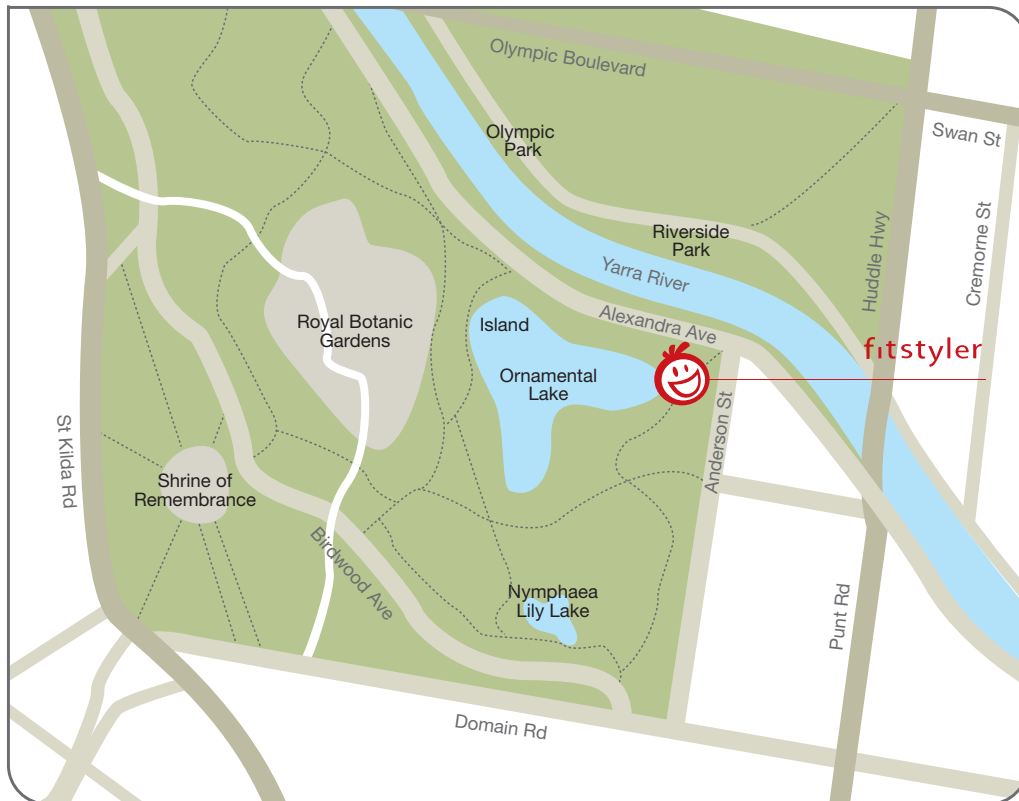 Olympic Boulevard
Swan St
Olympic
Park
Cremorne St
Huddle Hwy
Riverside
Park
Yarra River
Alexandra Ave
Royal Botanic
Gardens
Island
fitstyler
Ornamental
Lake
Anderson St
St Kilda Rd
Shrine of
Remembrance
Birdwood Ave
Nymphaea
Lily Lake
Punt Rd
Domain Rd